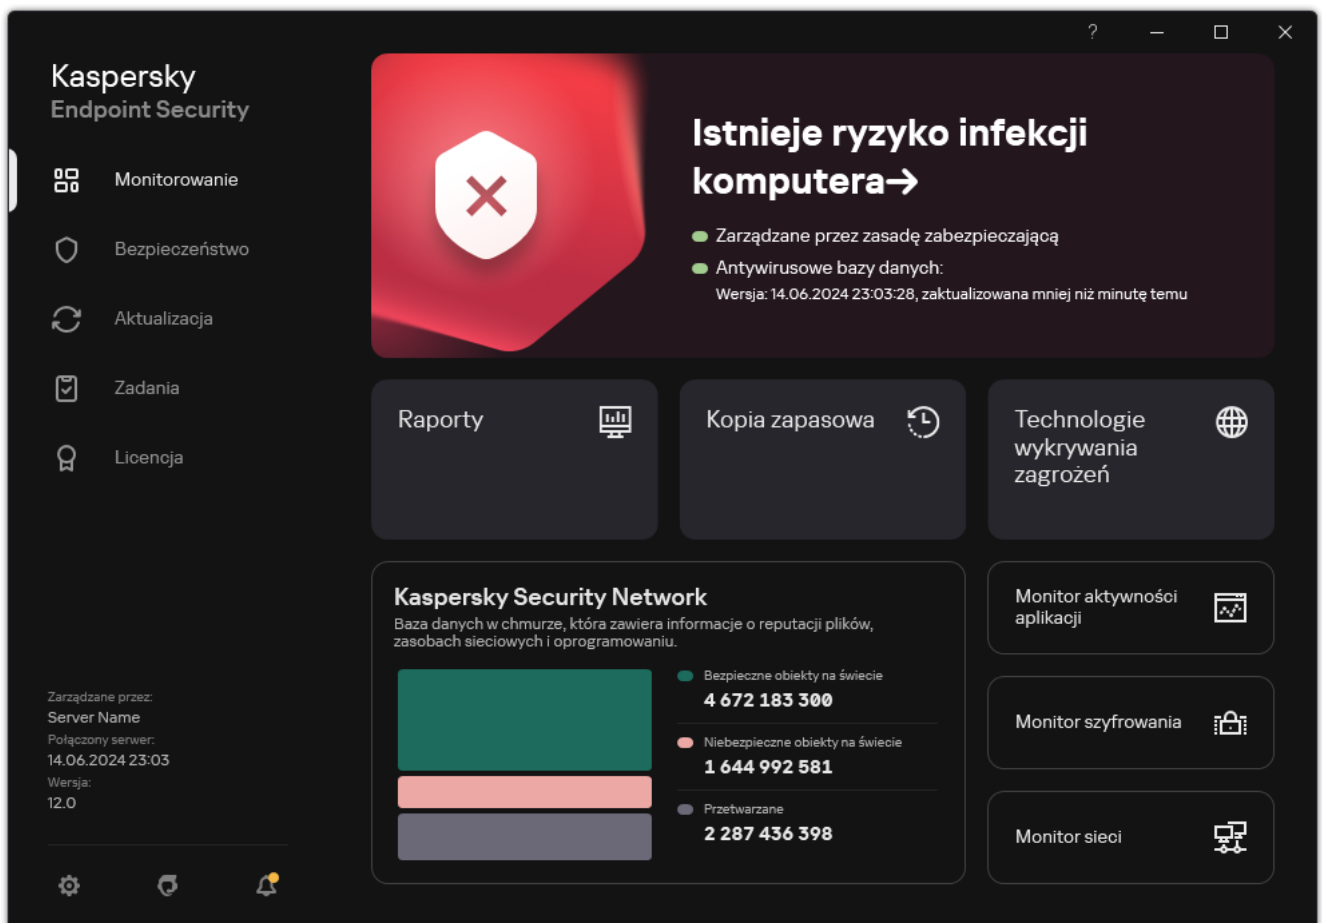 ?
Kaspersky
Endpoint Security
Monitorowanie
Bezpieczeństwo
Aktualizacja
Zadania
Licencja
Zarządzane przez:
Server Name
Połączony serwer:
14.06.2024 23:03
Wersja:
12.0
Istnieje ryzyko infekcji
komputera→
Zarządzane przez zasadę zabezpieczającą
Antywirusowe bazy danych:
Wersja: 14.06.2024 23:03:28, zaktualizowana mniej niż minutę temu
Raporty
Kopia zapasowa
Technologie
wykrywania
zagrożeń
Kaspersky Security Network
Baza danych w chmurze, która zawiera informacje o reputacji plików,
zasobach sieciowych i oprogramowaniu.
Bezpieczne obiekty na świecie
4 672 183 300
Niebezpieczne obiekty na świecie
1 644 992 581
Przetwarzane
2 287 436 398
Monitor aktywności
aplikacji
Monitor szyfrowania
Monitor sieci